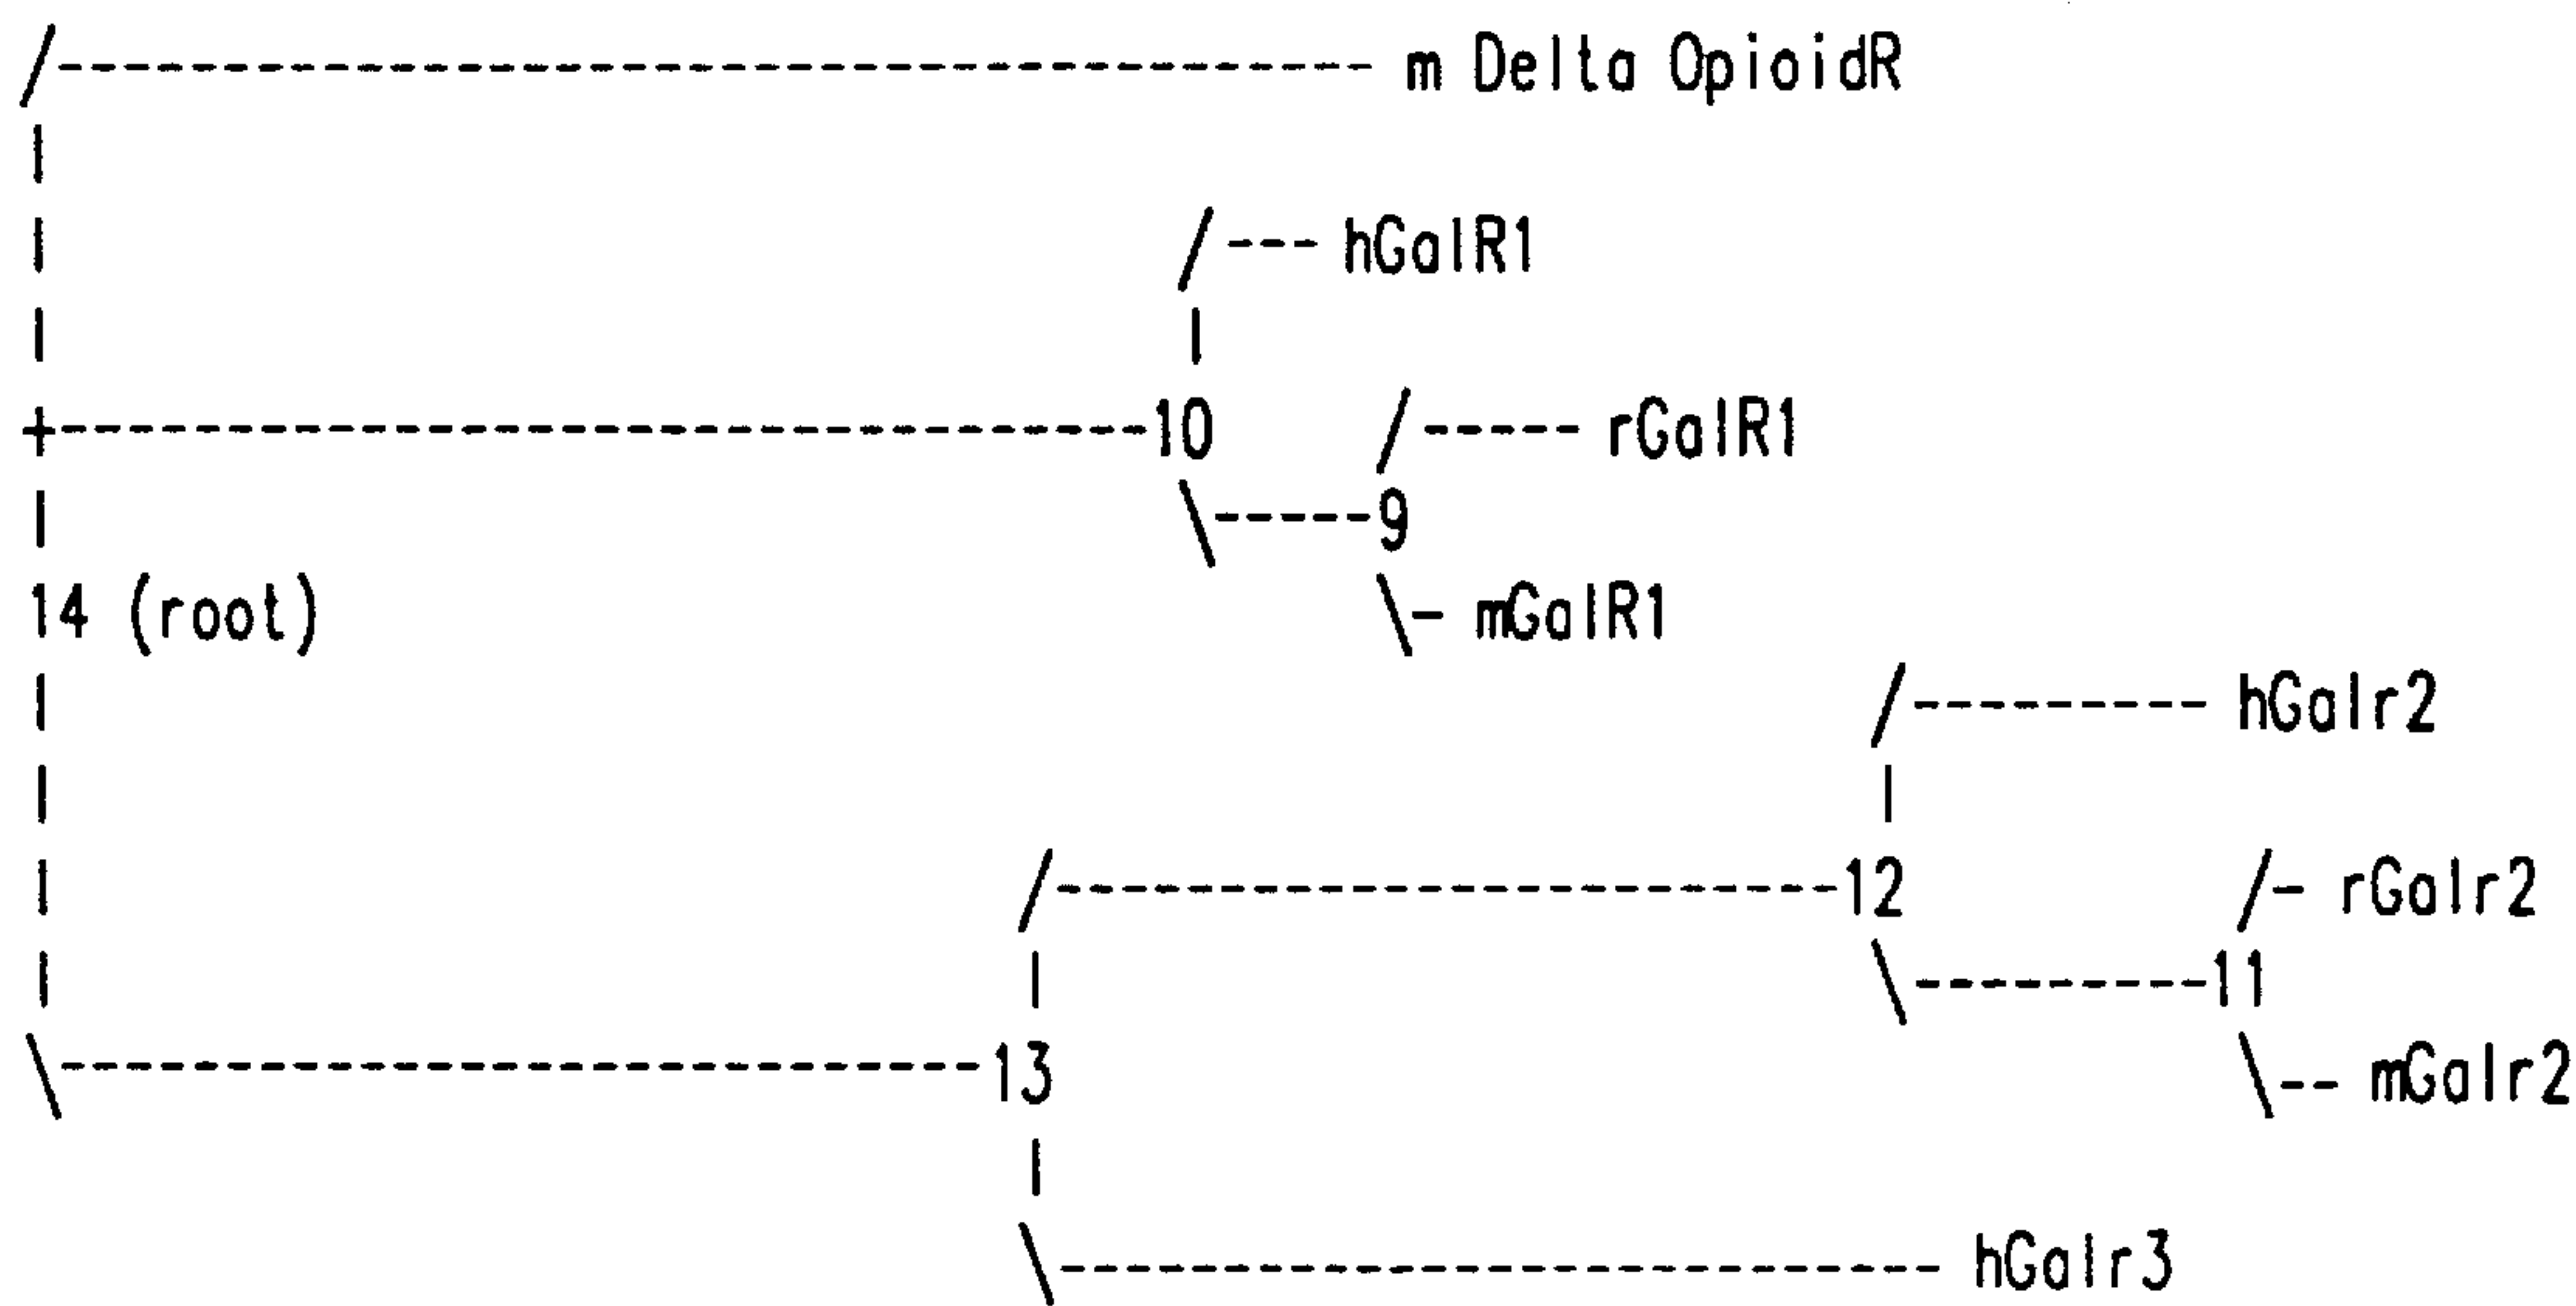 m Delta OpioidR
hGalR1
10
rGalR1
9
14 (root)
mGalR1
hGalr2
12
rGalr2
11
13
mGalr2
hGalr3